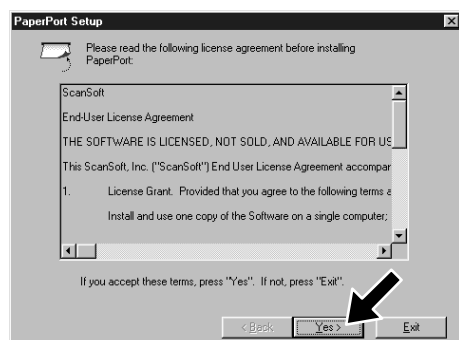 PaperPort Setup
Please read the following license agreement before installing
PaperPort:
ScanSoft
End-User License Agreement
THE SOFTWARE IS LICENSED, NOT SOLD, AND AVAILABLE FOR US
This ScanSoft, Inc. ("ScanSoft") End User License Agreement accompar
1. License Grant. Provided that you agree to the following terms a
Install and use one copy of the Software on a single computer;
If you accept these terms, press "Yes". If not, press "Exit".
< Back Yes > Exit